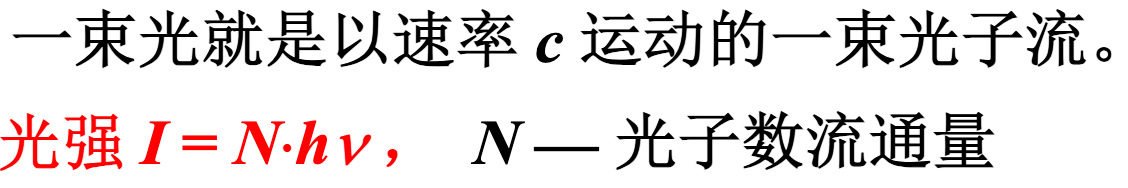 一束光就是以速率 c 运动的一束光子流。
光强 I = N·hν， N — 光子数流通量